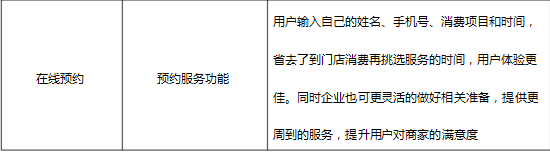 在线预约
预约服务功能
用户输入自己的姓名、手机号、消费项目和时间，
省去了到门店消费再挑选服务的时间，用户体验更
佳。同时企业也可更灵活的做好相关准备，提供更
周到的服务，提升用户对商家的满意度